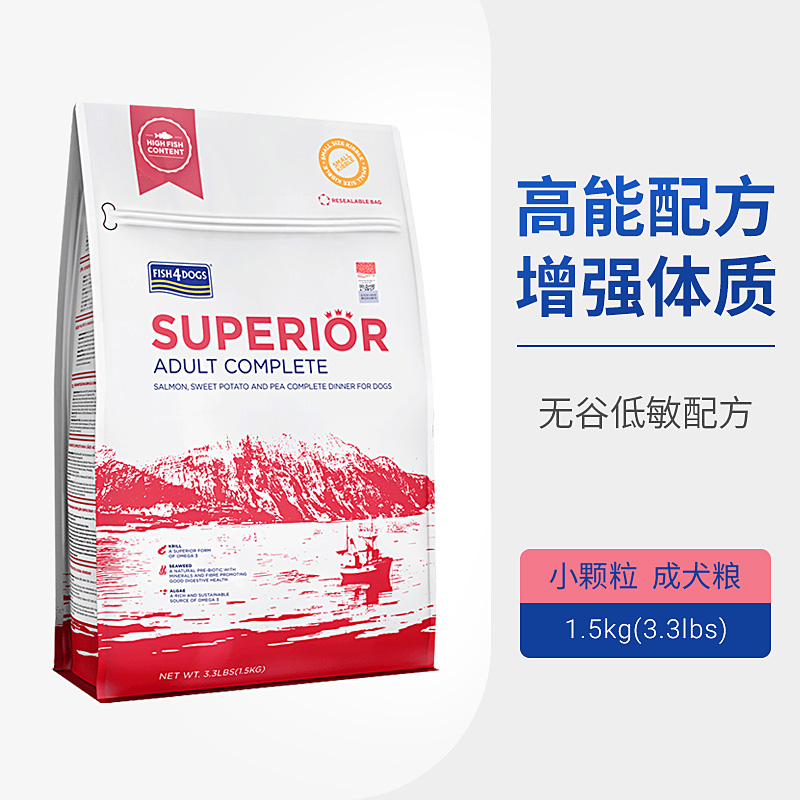 HIGH FISH
CONTENT
SMALL SIZE KIBBLE
SMALL
KIBBLE
RESEALABLE BAG
FISH4DOGS
SUPERIOR
ADULT COMPLETE
SALMON, SWEET POTATO AND PEA COMPLETE DINNER FOR DOGS
KRILL
A SUPERIOR FORM
OF OMEGA 3
SEAWEED
A NATURAL PRE-BIOTIC WITH
MINERALS AND FIBRE PROMOTING
GOOD DIGESTIVE HEALTH
ALGAE
A RICH AND SUSTAINABLE
SOURCE OF OMEGA 3
NET WT. 3.3LBS(1.5KG)
高能配方
增强体质
无谷低敏配方
小颗粒 成犬粮
1.5kg(3.3lbs)